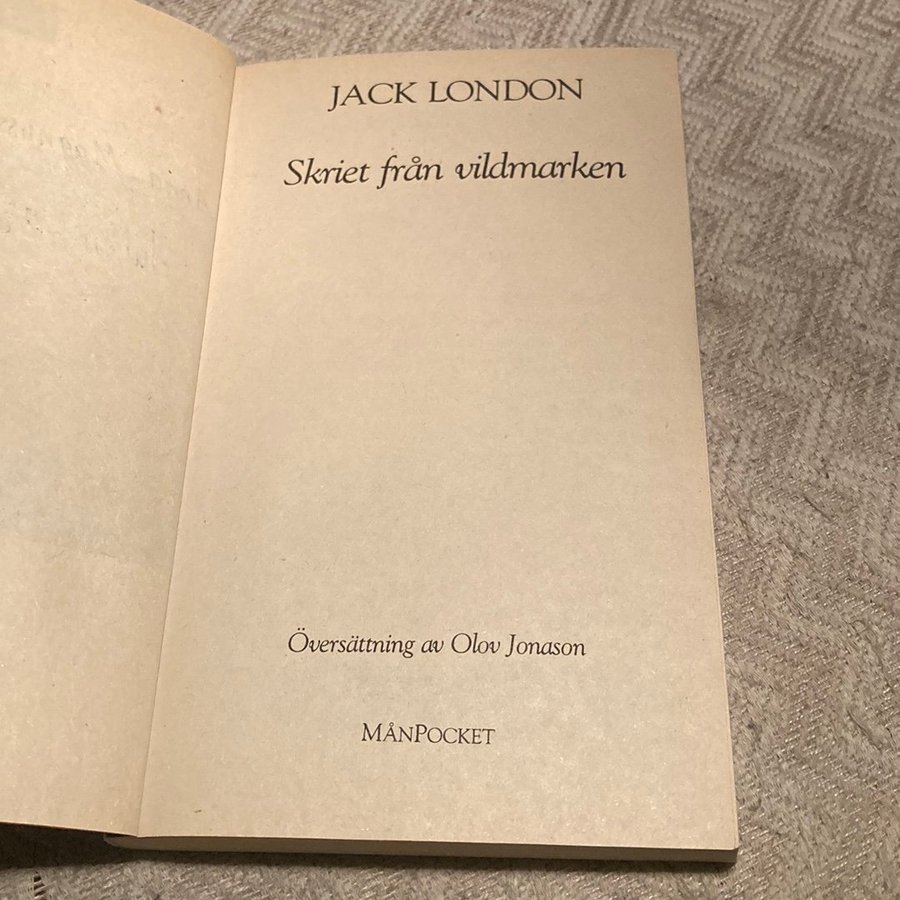 JACK LONDON
Skriet från vildmarken
Översättning av Olov Jonason
MÅNPOCKET